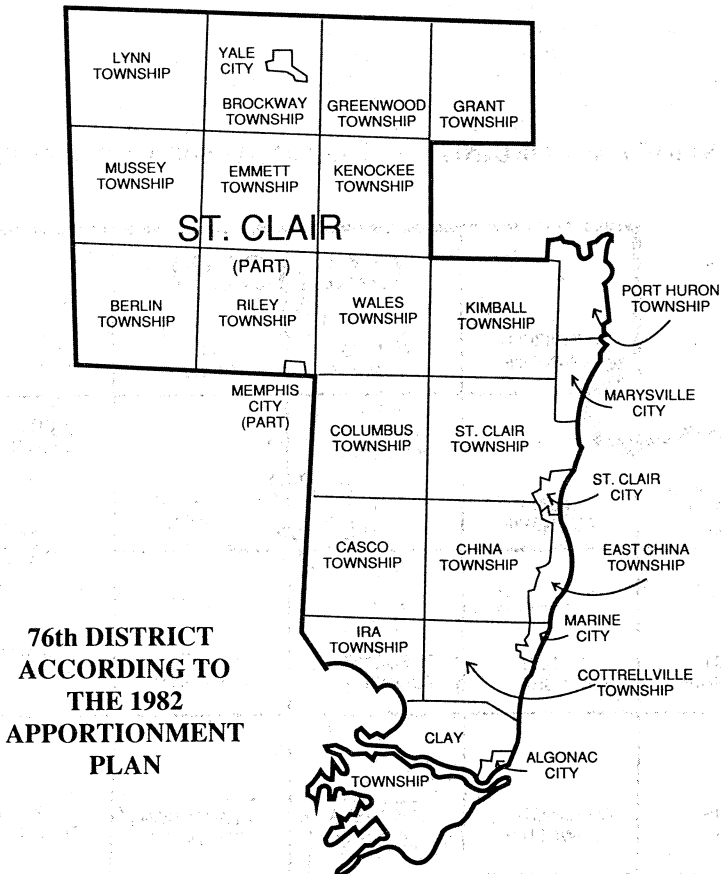 LYNN
TOWNSHIP
YALE
CITY
BROCKWAY
TOWNSHIP
GREENWOOD
TOWNSHIP
GRANT
TOWNSHIP
MUSSEY
TOWNSHIP
EMMETT
TOWNSHIP
KENOCKEE
TOWNSHIP
ST. CLAIR
(PART)
BERLIN
TOWNSHIP
RILEY
TOWNSHIP
WALES
TOWNSHIP
KIMBALL
TOWNSHIP
PORT HURON
TOWNSHIP
MEMPHIS
CITY
(PART)
MARYSVILLE
CITY
COLUMBUS
TOWNSHIP
ST. CLAIR
TOWNSHIP
ST. CLAIR
CITY
CASCO
TOWNSHIP
CHINA
TOWNSHIP
EAST CHINA
TOWNSHIP
MARINE
CITY
IRA
TOWNSHIP
COTTRELLVILLE
TOWNSHIP
76th DISTRICT
ACCORDING TO
THE 1982
APPORTIONMENT
PLAN
CLAY
TOWNSHIP
ALGONAC
CITY